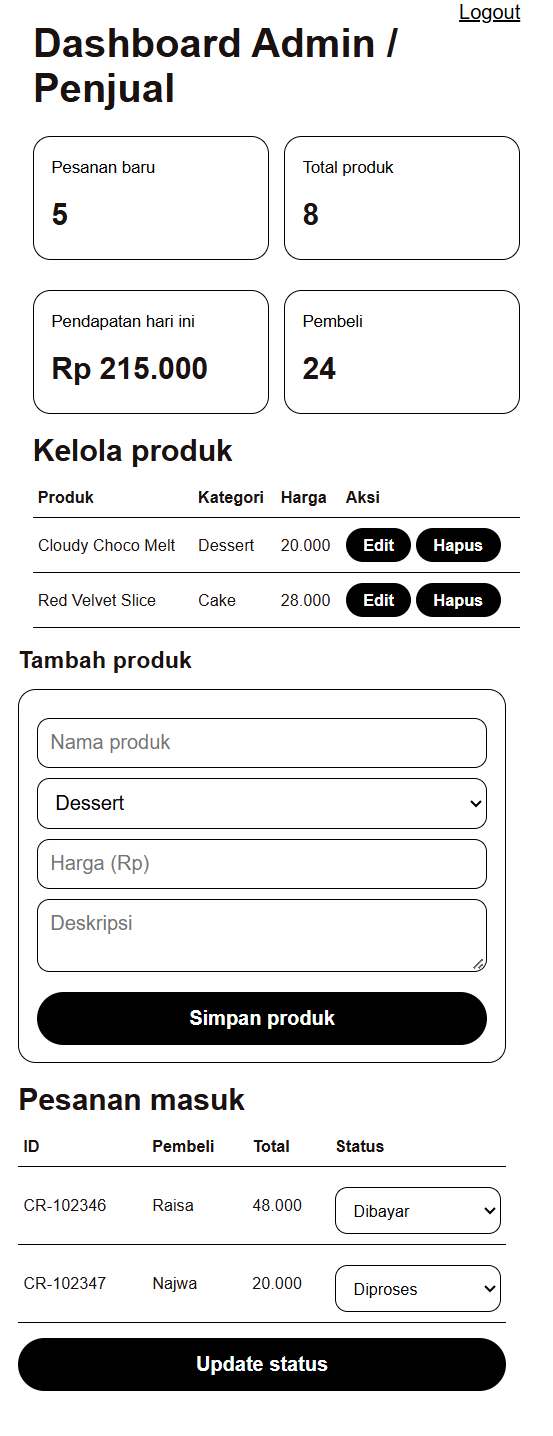 Logout
Dashboard Admin /
Penjual
Pesanan baru
5
Total produk
8
Pendapatan hari ini
Rp 215.000
Pembeli
24
Kelola produk
Produk Kategori Harga Aksi
Cloudy Choco Melt Dessert 20.000 Edit Hapus
Red Velvet Slice Cake 28.000 Edit Hapus
Tambah produk
Nama produk
Dessert
Harga (Rp)
Deskripsi
Simpan produk
Pesanan masuk
ID Pembeli Total Status
CR-102346 Raisa 48.000 Dibayar
CR-102347 Najwa 20.000 Diproses
Update status